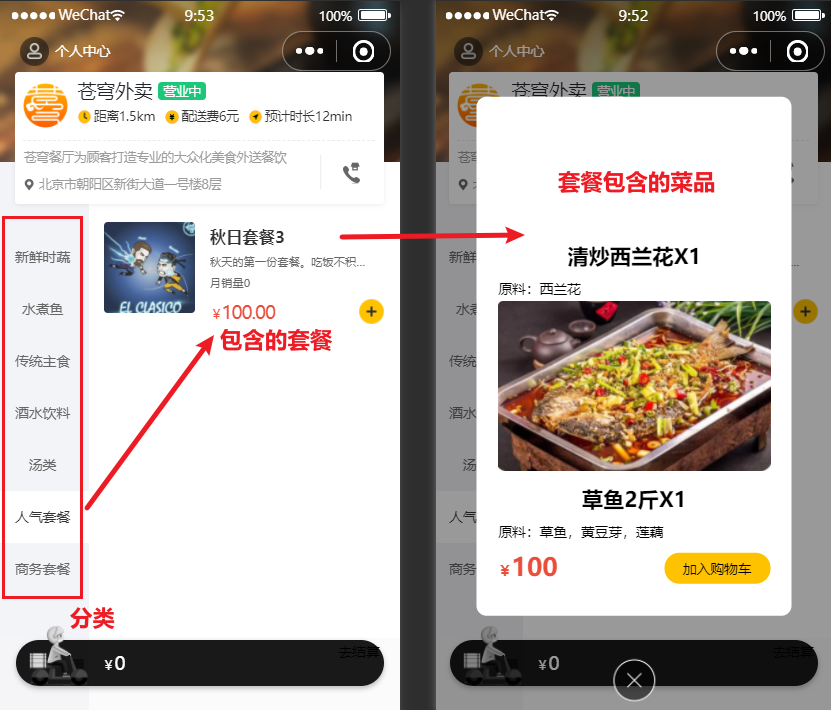 WeChat 9:53 100%
个人中心
苍穹外卖 营业中
距离1.5km 配送费6元 预计时长12min
苍穹餐厅为顾客打造专业的大众化美食外送餐饮
北京市朝阳区新街大道一号楼8层
新鲜时蔬
水煮鱼
传统主食
酒水饮料
汤类
人气套餐
商务套餐
分类
EL CLASICO
秋日套餐3
秋天的第一份套餐。吃饭不积...
月销量0
¥100.00
包含的套餐
¥0
去结算
WeChat 9:52 100%
个人中心
苍穹外卖 营业中
苍穹
北
新鲜
水煮
传统
酒水
汤
人气
商务
套餐包含的菜品
清炒西兰花X1
原料：西兰花
草鱼2斤X1
原料：草鱼，黄豆芽，莲藕
¥100
加入购物车
...
¥0
去结算